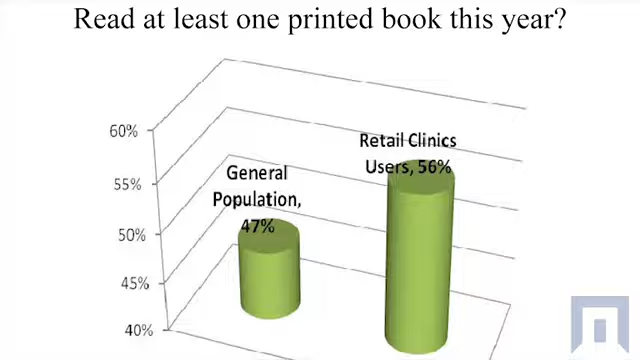 Read at least one printed book this year?
60%
55%
50%
45%
40%
General
Population,
47%
Retail Clinics
Users, 56%